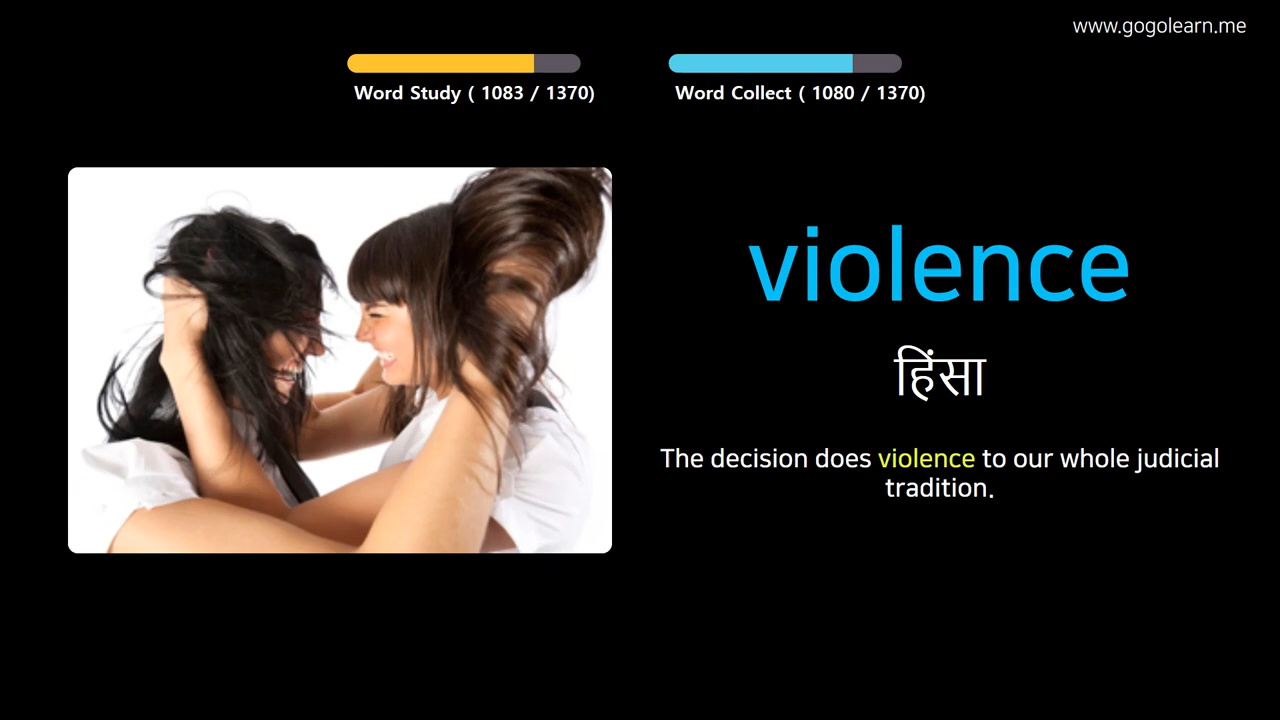 www.gogolearn.me
Word Study ( 1083 / 1370)
Word Collect ( 1080 / 1370)
violence
हिंसा
The decision does violence to our whole judicial
tradition.